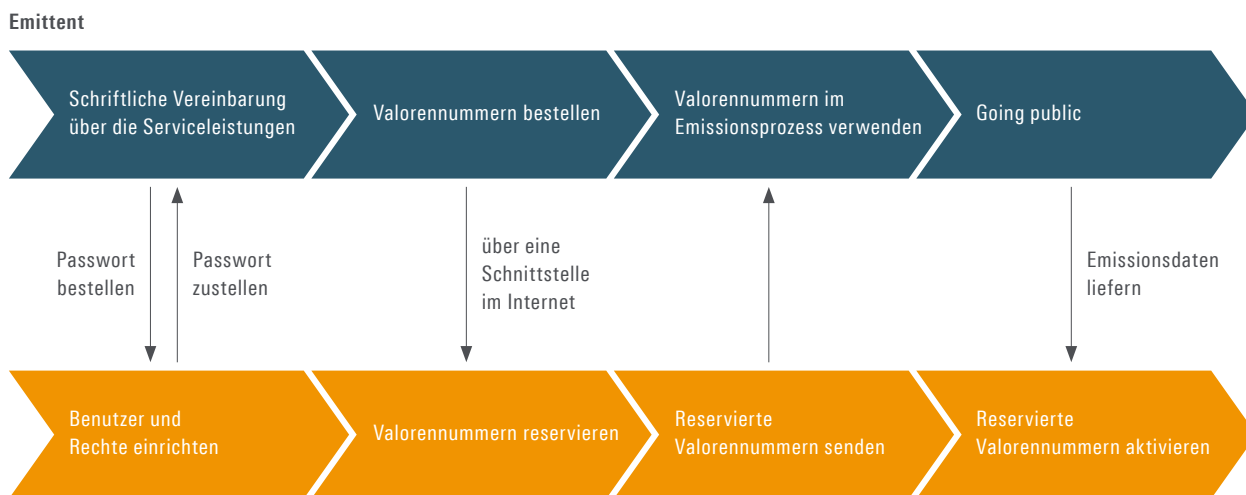 Emittent
Schriftliche Vereinbarung
über die Serviceleistungen
Valorennummern bestellen
Valorennummern im
Emissionsprozess verwenden
Going public
Passwort
bestellen
Passwort
zustellen
über eine
Schnittstelle
im Internet
Emissionsdaten
liefern
Benutzer und
Rechte einrichten
Valorennummern reservieren
Reservierte
Valorennummern senden
Reservierte
Valorennummern aktivieren